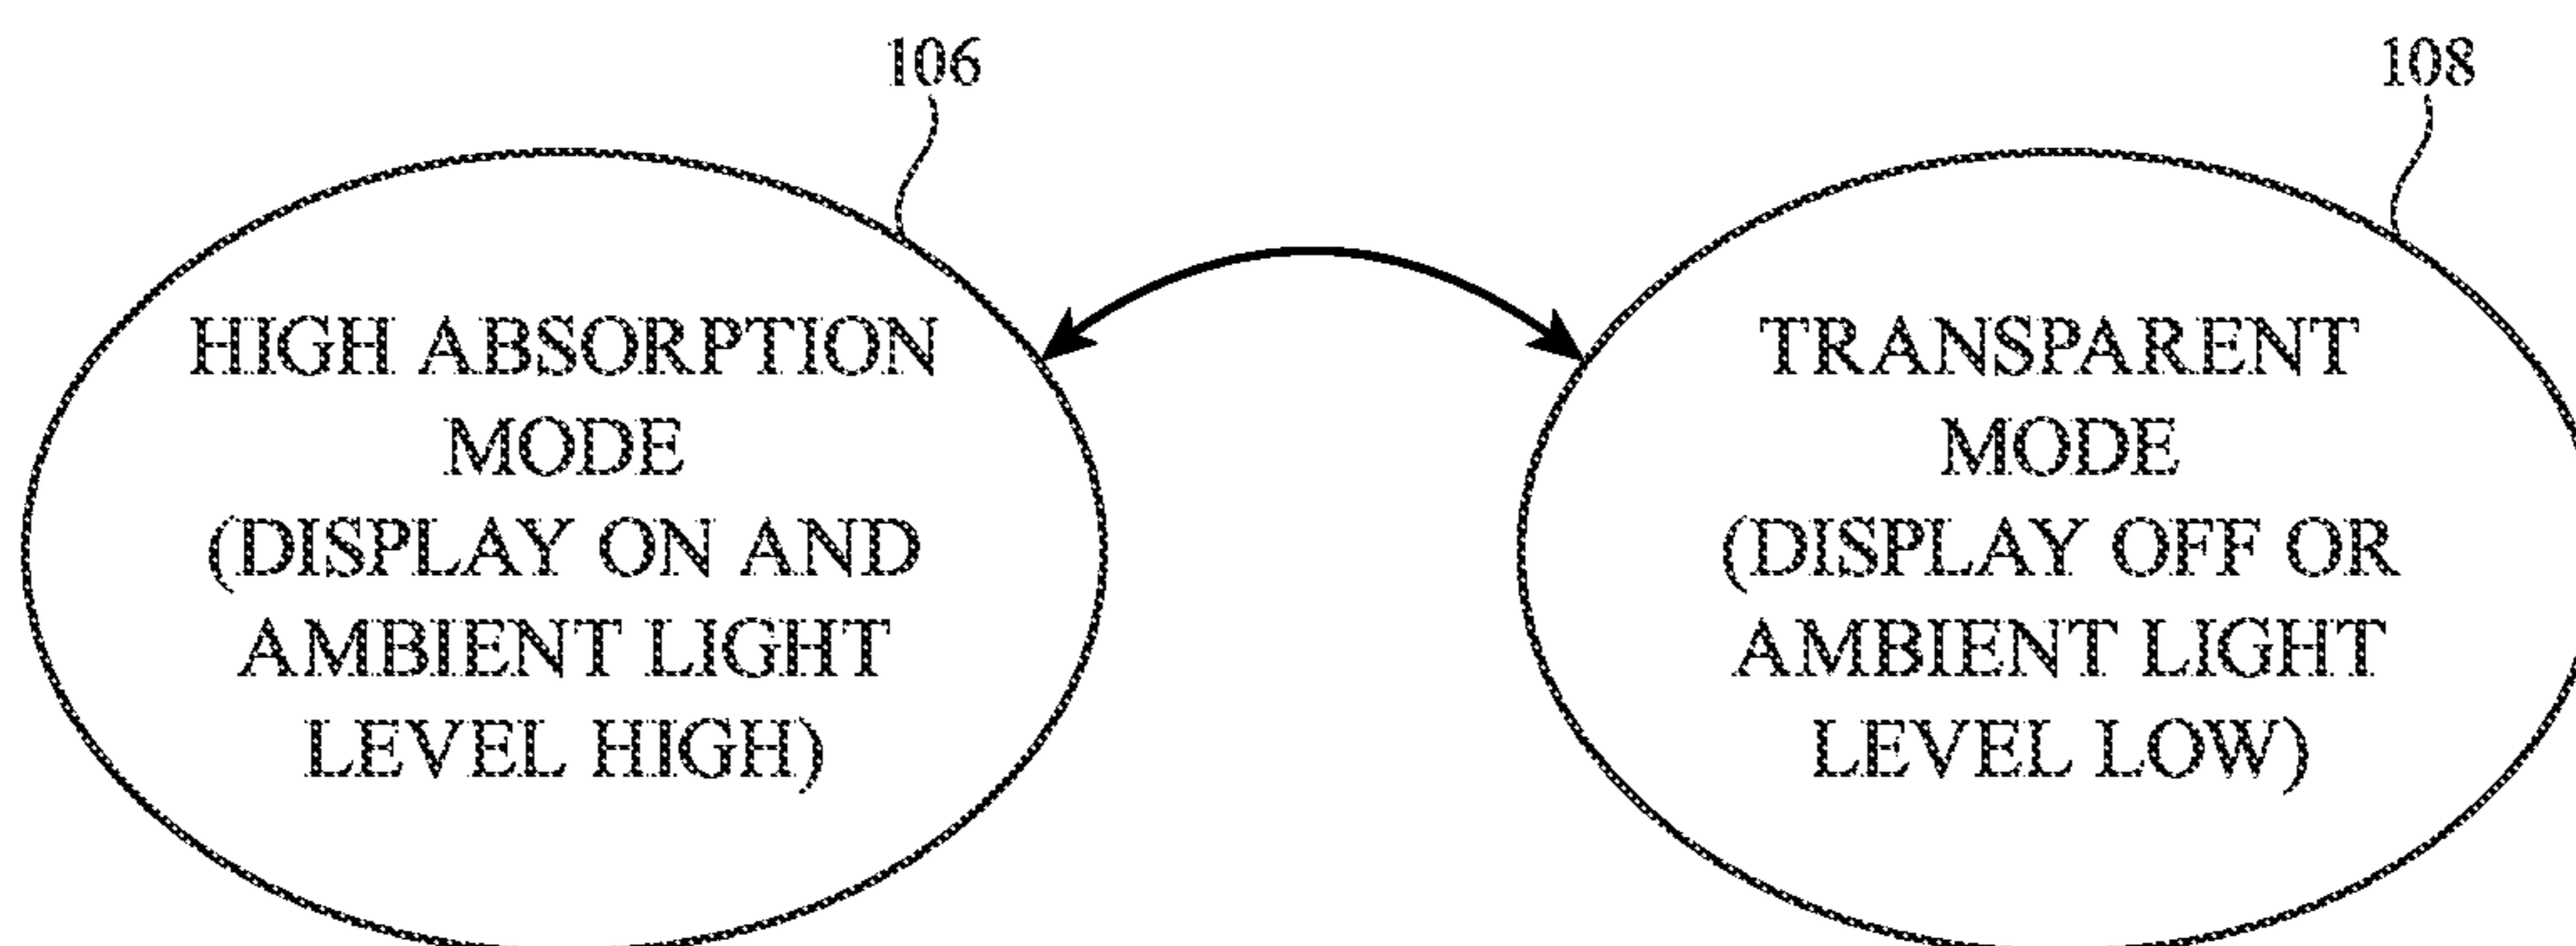 106
HIGH ABSORPTION
MODE
(DISPLAY ON AND
AMBIENT LIGHT
LEVEL HIGH)
108
TRANSPARENT
MODE
(DISPLAY OFF OR
AMBIENT LIGHT
LEVEL LOW)